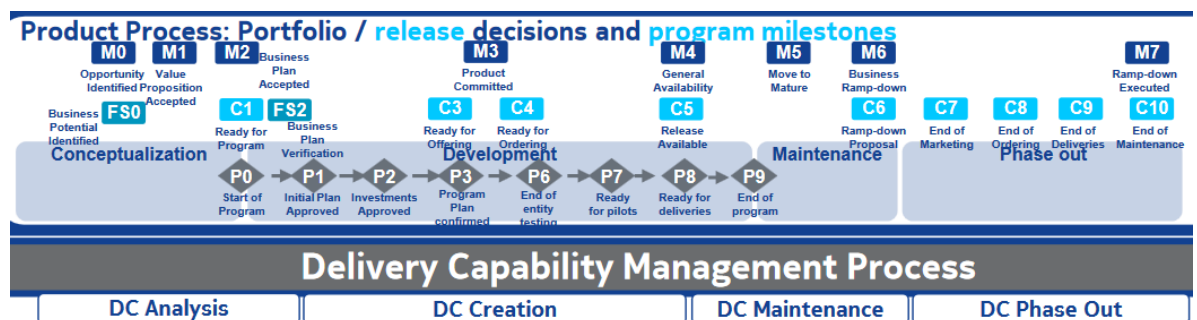 Product Process: Portfolio / release decisions and program milestones
M0 M1 M2 M3 M4 M5 M6 M7
Opportunity
Identified
Value
Proposition
Accepted
Business
Plan
Accepted
Product
Committed
General
Availability
Move to
Mature
Business
Ramp-down
Ramp-down
Executed
Business
Potential
Identified
FS0 C1 FS2 C3 C4 C5 C6 C7 C8 C9 C10
Ready for
Program
Business
Plan
Verification
Ready for
Offering
Ready for
Ordering
Release
Available
Ramp-down
Proposal
End of
Marketing
End of
Ordering
End of
Deliveries
End of
Maintenance
Conceptualization Development Maintenance Phase out
P0 P1 P2 P3 P6 P7 P8 P9
Start of
Program
Initial Plan
Approved
Investments
Approved
Program
Plan
confirmed
End of
entity
testing
Ready
for pilots
Ready for
deliveries
End of
program
Delivery Capability Management Process
DC Analysis DC Creation DC Maintenance DC Phase Out